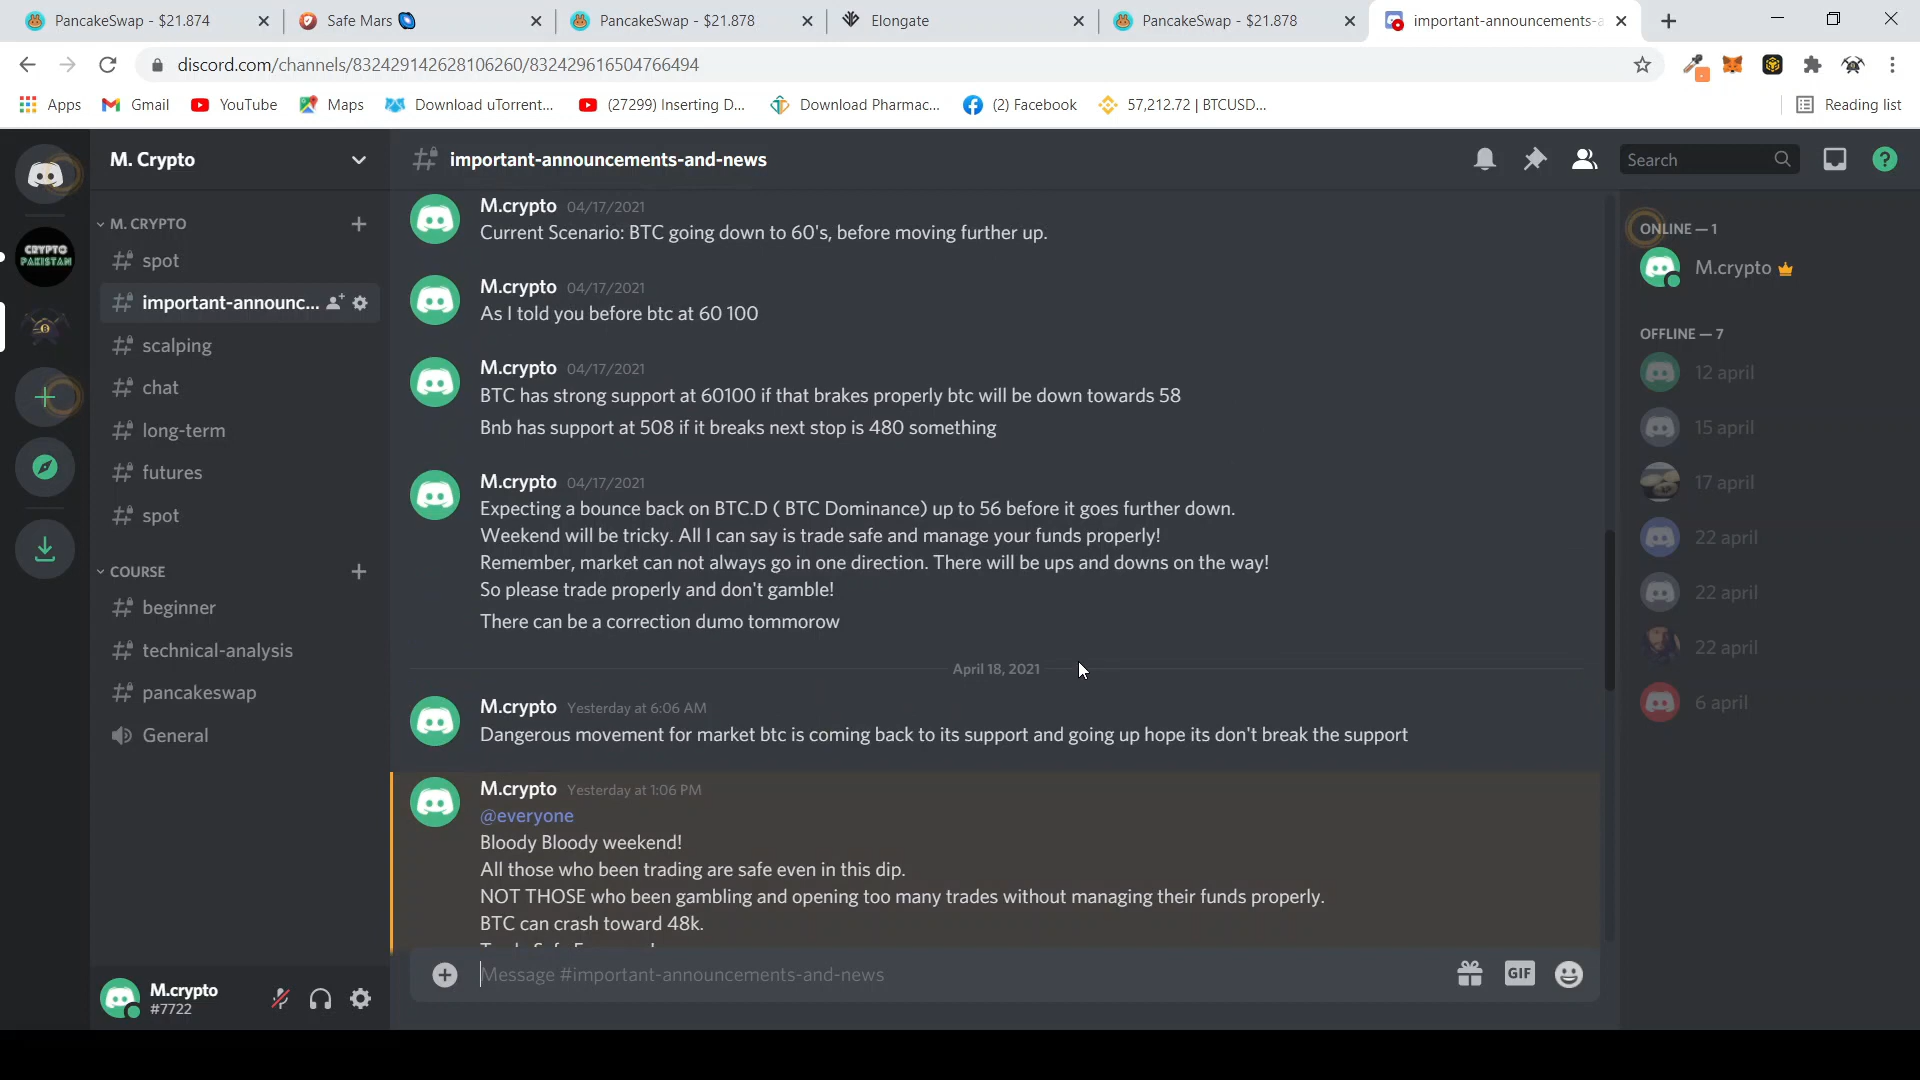 PancakeSwap - $21.874
Safe Mars
PancakeSwap - $21.878
Elongate
PancakeSwap - $21.878
important-announcements-a
discord.com/channels/832429142628106260/832429616504766494
Apps
Gmail
YouTube
Maps
Download uTorrent...
(27299) Inserting D...
Download Pharmac...
(2) Facebook
57,212.72 | BTCUSD...
Reading list
M. Crypto
important-announcements-and-news
Search
CRYPTO
PAKISTAN
M. CRYPTO
spot
important-announc...
scalping
chat
long-term
futures
spot
COURSE
beginner
technical-analysis
pancakeswap
General
M.crypto
#7722
M.crypto 04/17/2021
Current Scenario: BTC going down to 60's, before moving further up.
M.crypto 04/17/2021
As I told you before btc at 60 100
M.crypto 04/17/2021
BTC has strong support at 60100 if that brakes properly btc will be down towards 58
Bnb has support at 508 if it breaks next stop is 480 something
M.crypto 04/17/2021
Expecting a bounce back on BTC.D ( BTC Dominance) up to 56 before it goes further down.
Weekend will be tricky. All I can say is trade safe and manage your funds properly!
Remember, market can not always go in one direction. There will be ups and downs on the way!
So please trade properly and don't gamble!
There can be a correction dumo tommorow
April 18, 2021
M.crypto Yesterday at 6:06 AM
Dangerous movement for market btc is coming back to its support and going up hope its don't break the support
M.crypto Yesterday at 1:06 PM
@everyone
Bloody Bloody weekend!
All those who been trading are safe even in this dip.
NOT THOSE who been gambling and opening too many trades without managing their funds properly.
BTC can crash toward 48k.
Message #important-announcements-and-news
GIF
ONLINE — 1
M.crypto
OFFLINE — 7
12 april
15 april
17 april
22 april
22 april
22 april
6 april